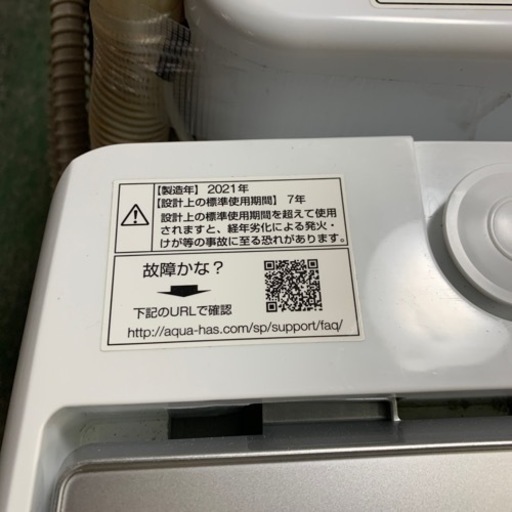 【製造年】 2021年
【設計上の標準使用期間】 7年
設計上の標準使用期間を超えて使用
されますと、経年劣化による発火・
けが等の事故に至る恐れがあります。
故障かな？
下記のURLで確認
http://aqua-has.com/sp/support/faq/